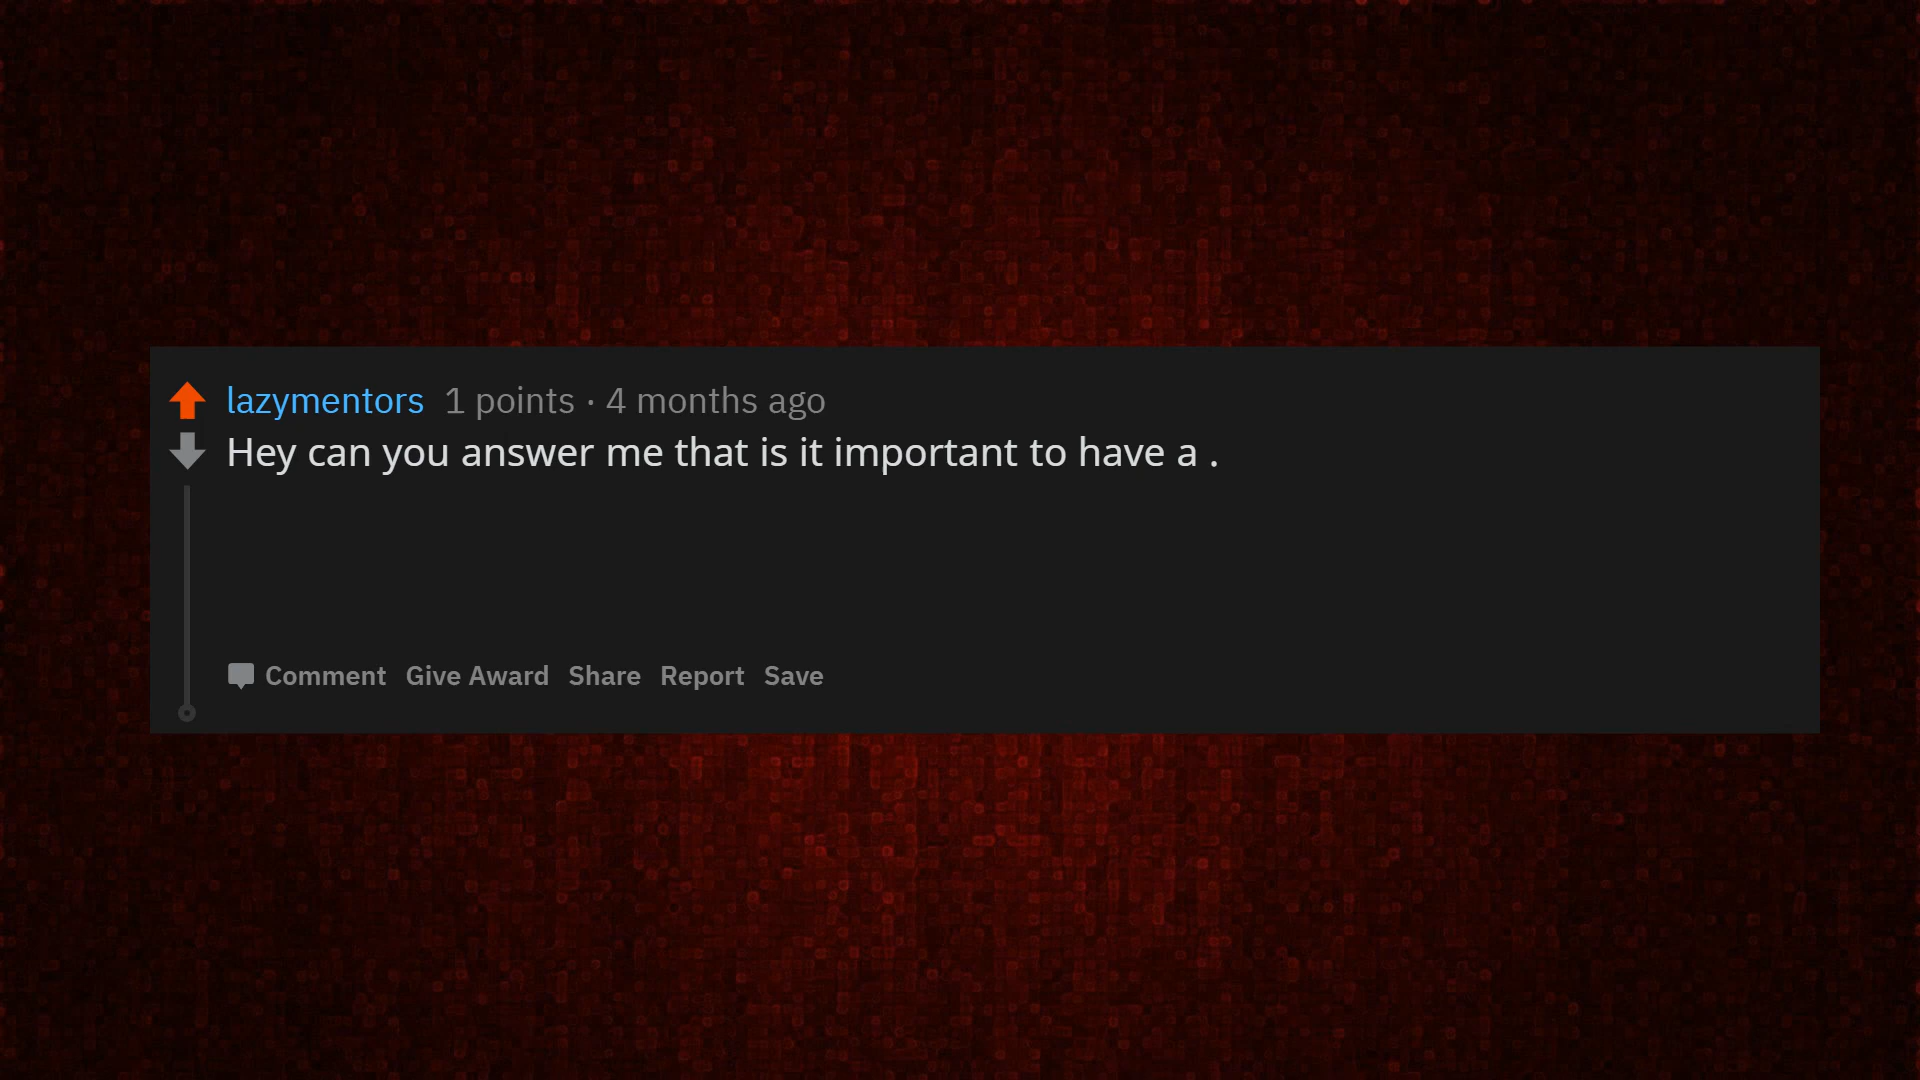 lazymentors 1 points · 4 months ago
Hey can you answer me that is it important to have a .
Comment Give Award Share Report Save